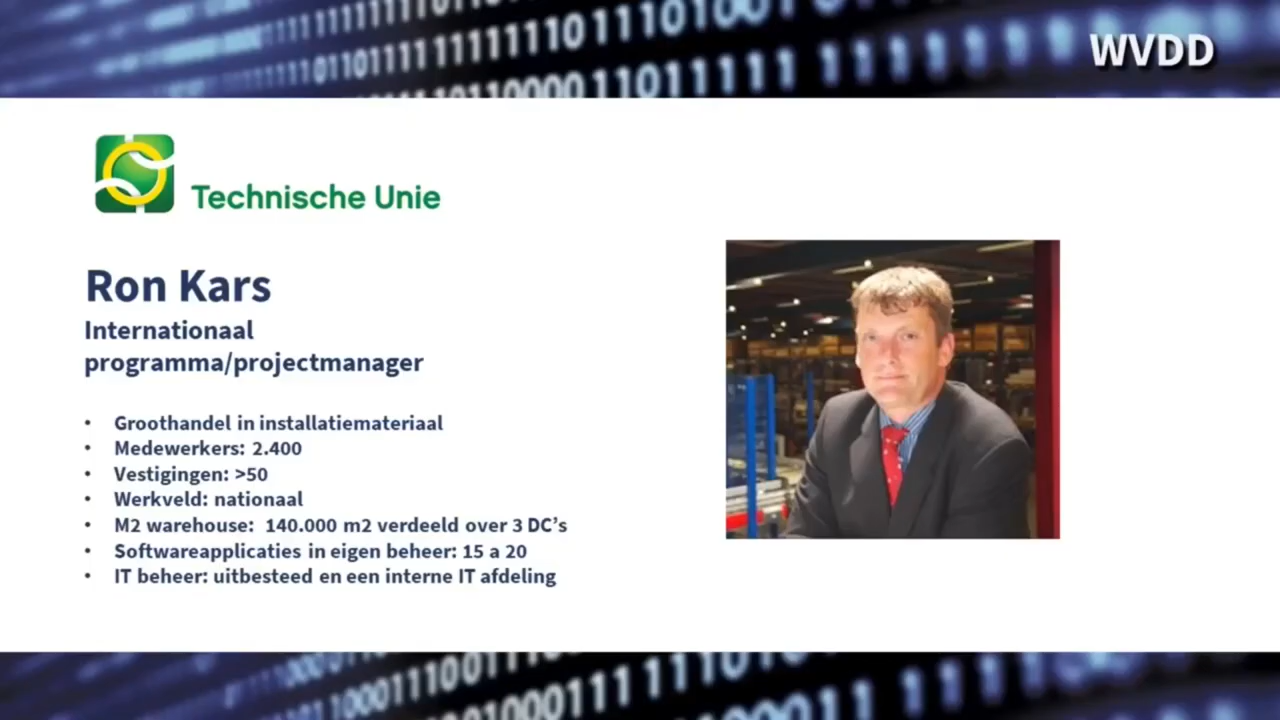 WVDD
Technische Unie
Ron Kars
Internationaal
programma/projectmanager
• Groothandel in installatiemateriaal
• Medewerkers: 2.400
• Vestigingen: >50
• Werkveld: nationaal
• M2 warehouse:  140.000 m2 verdeeld over 3 DC’s
• Softwareapplicaties in eigen beheer: 15 a 20
• IT beheer: uitbesteed en een interne IT afdeling